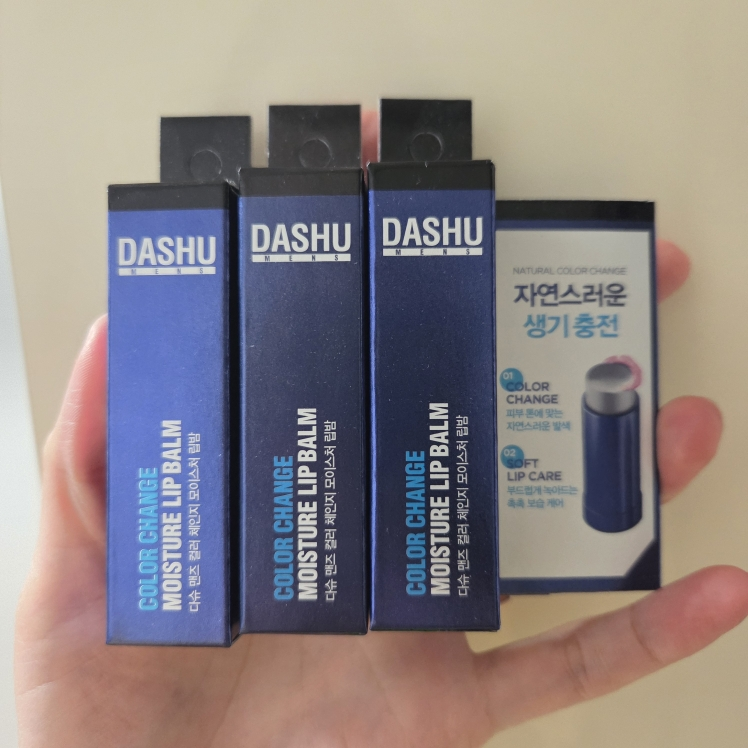 DASHU
MENS
COLOR CHANGE
MOISTURE LIP BALM
다슈 맨즈 컬러 체인지 모이스처 립밤
DASHU
MENS
COLOR CHANGE
MOISTURE LIP BALM
다슈 맨즈 컬러 체인지 모이스처 립밤
DASHU
MENS
COLOR CHANGE
MOISTURE LIP BALM
다슈 맨즈 컬러 체인지 모이스처 립밤
NATURAL COLOR CHANGE
자연스러운
생기 충전
01
COLOR
CHANGE
피부 톤에 맞는
자연스러운 발색
02
SOFT
LIP CARE
부드럽게 녹아드는
촉촉 보습 케어